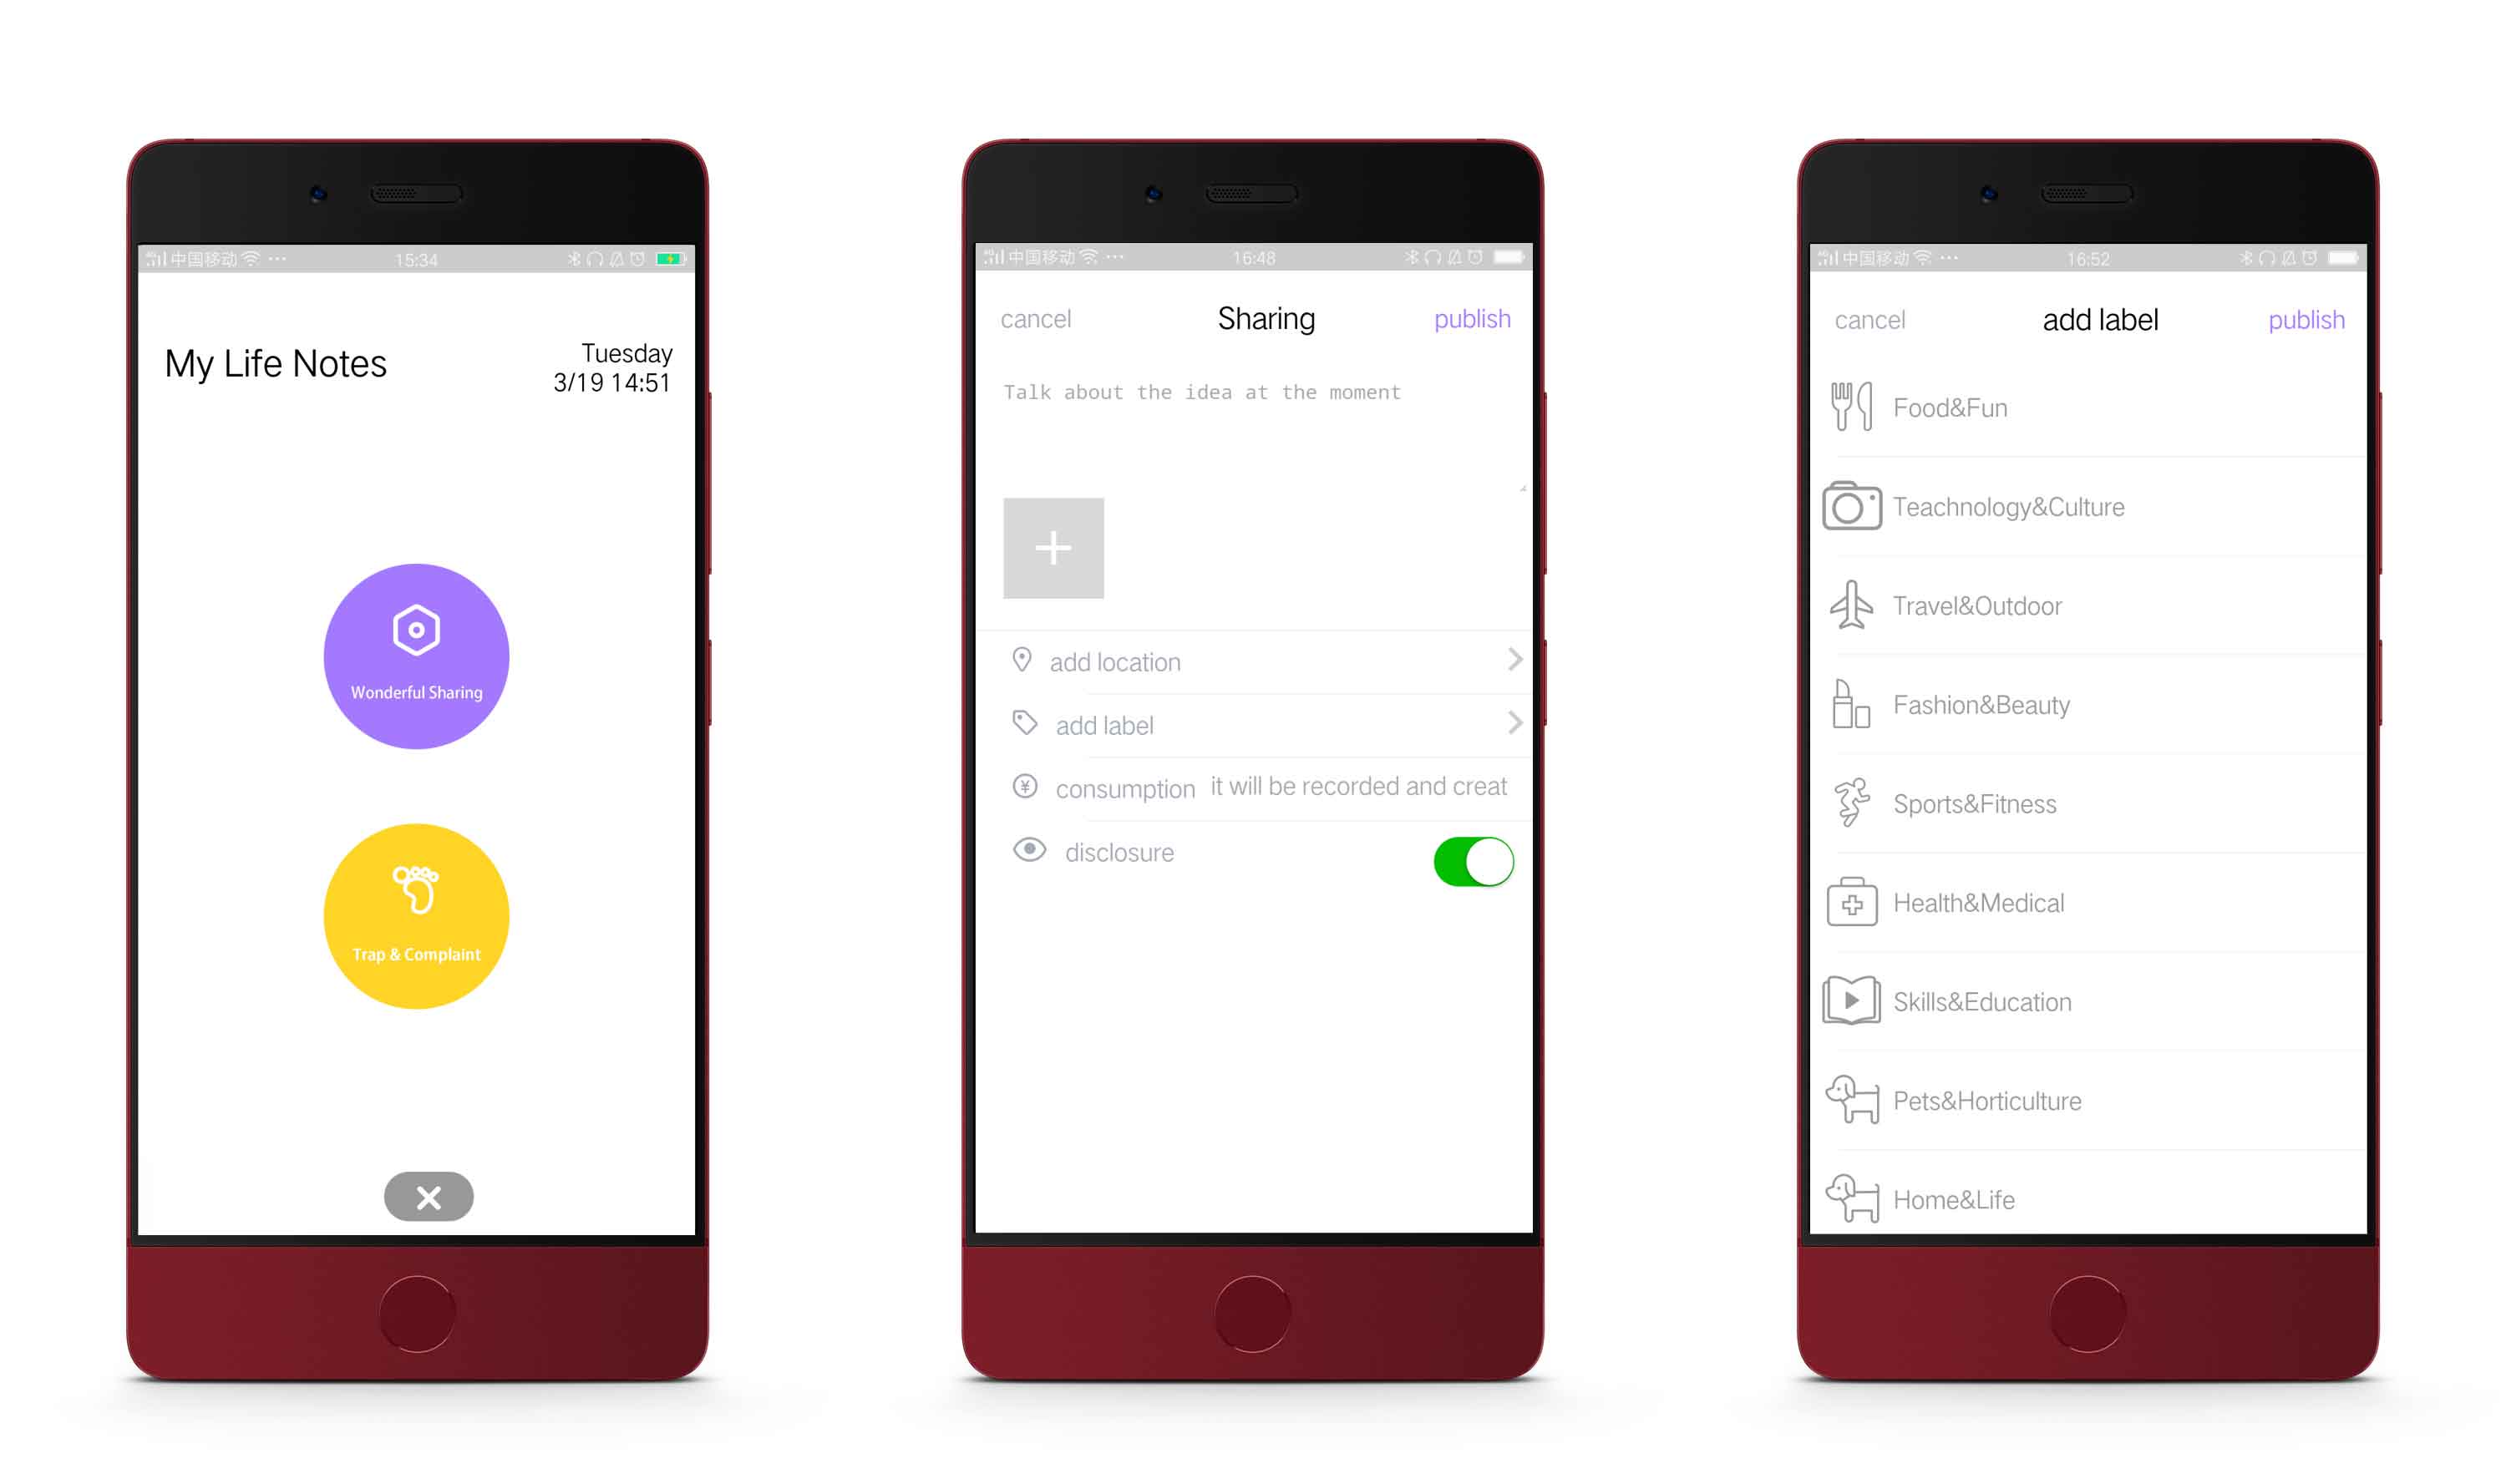 中国移动 15:34
My Life Notes
Tuesday
3/19 14:51
Wonderful Sharing
Trap & Complaint
中国移动 16:48
cancel Sharing publish
Talk about the idea at the moment
add location
add label
consumption it will be recorded and creat
disclosure
中国移动 16:52
cancel add label publish
Food&Fun
Teachnology&Culture
Travel&Outdoor
Fashion&Beauty
Sports&Fitness
Health&Medical
Skills&Education
Pets&Horticulture
Home&Life